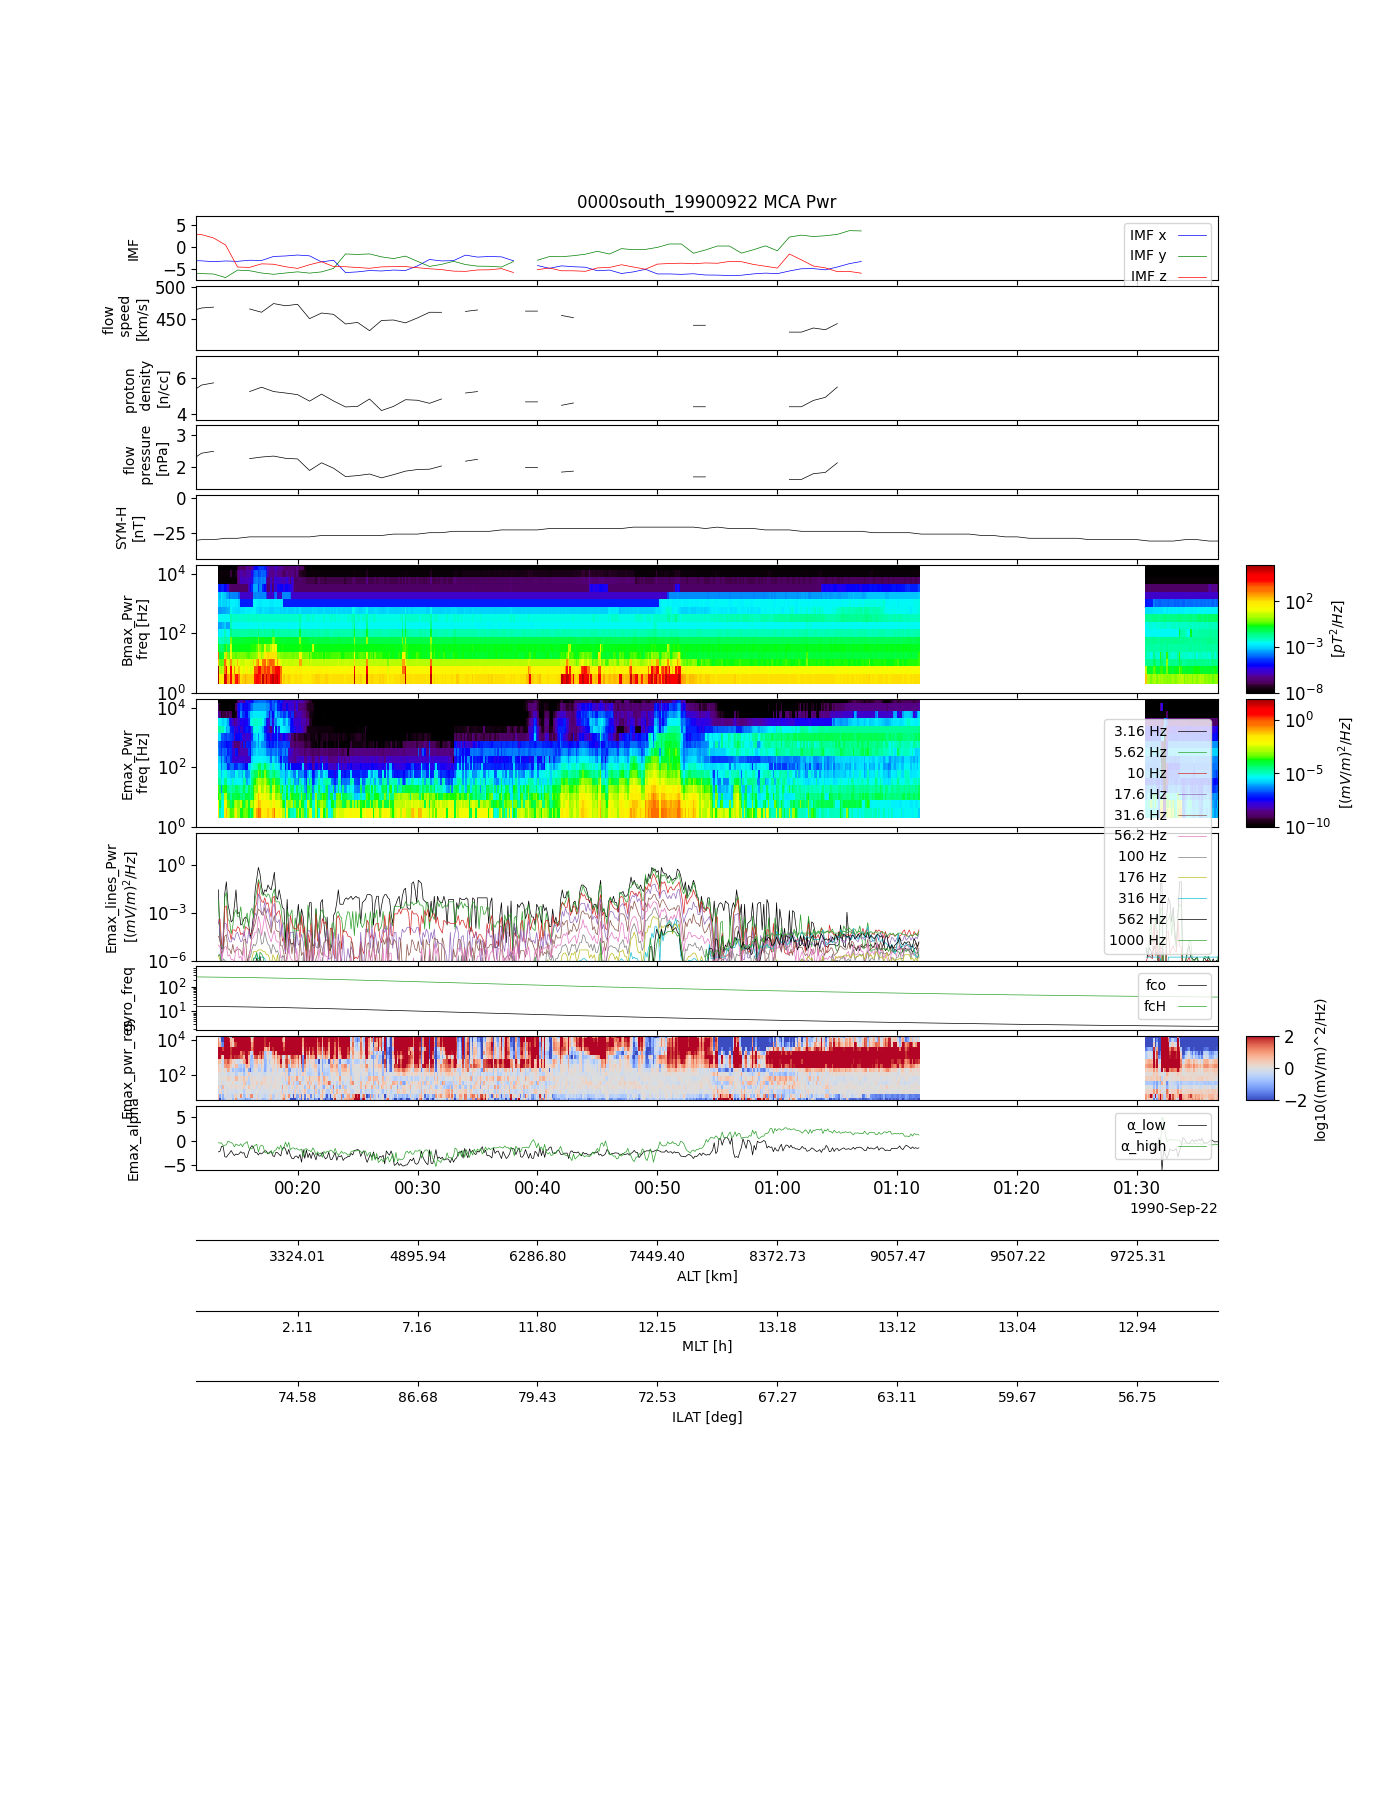 0000south_19900922 MCA Pwr
IMF
5
0
−5
IMF x
IMF y
IMF z
flow
speed
[km/s]
500
450
proton
density
[n/cc]
6
4
flow
pressure
[nPa]
3
2
SYM-H
[nT]
0
−25
Bmax_Pwr
freq [Hz]
10^4
10^2
10^0
10^2
10^−3
10^−8
[pT^2/Hz]
Emax_Pwr
freq [Hz]
10^4
10^2
10^0
10^0
10^−5
10^−10
[(mV/m)^2/Hz]
3.16 Hz
5.62 Hz
10 Hz
17.6 Hz
31.6 Hz
56.2 Hz
100 Hz
176 Hz
316 Hz
562 Hz
1000 Hz
Emax_lines_Pwr
[(mV/m)^2/Hz]
10^0
10^−3
10^−6
gyro_freq
10^2
10^1
fco
fcH
Emax_pwr_reg
10^4
10^2
2
0
−2
log10((mV/m)^2/Hz)
Emax_alpha
5
0
−5
α_low
α_high
00:20 00:30 00:40 00:50 01:00 01:10 01:20 01:30
1990-Sep-22
3324.01 4895.94 6286.80 7449.40 8372.73 9057.47 9507.22 9725.31
ALT [km]
2.11 7.16 11.80 12.15 13.18 13.12 13.04 12.94
MLT [h]
74.58 86.68 79.43 72.53 67.27 63.11 59.67 56.75
ILAT [deg]